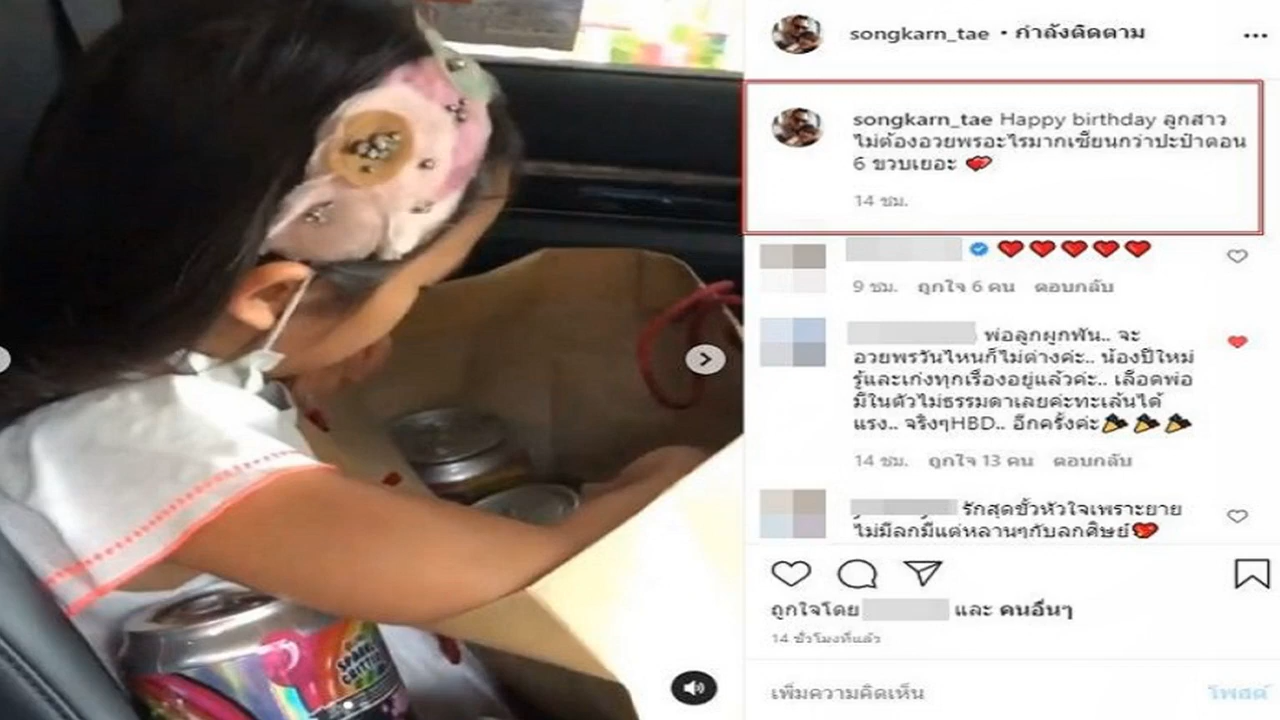 songkarn_tae • กำลังติดตาม
songkarn_tae Happy birthday ลูกสาว
ไม่ต้องอวยพรอะไรมากเซียนกว่าปะป๋าตอน
6 ขวบเยอะ 💕
14 ชม.
❤️❤️❤️❤️❤️
9 ชม. ถูกใจ 6 คน ตอบกลับ
พ่อลูกผูกพัน.. จะ
อวยพรวันไหนก็ไม่ต่างค่ะ.. น้องปีใหม่
รู้และเก่งทุกเรื่องอยู่แล้วค่ะ.. เลือดพ่อ
มีในตัวไม่ธรรมดาเลยค่ะทะเล้นได้
แรง.. จริงๆHBD.. อีกครั้งค่ะ🎉🎉🎉
14 ชม. ถูกใจ 13 คน ตอบกลับ
รักสุดขั้วหัวใจเพราะยาย
ไม่มีลูกมีแต่หลานๆกับลูกศิษย์💖
ถูกใจโดย และ คนอื่นๆ
14 ชั่วโมงที่แล้ว
เพิ่มความคิดเห็น
โพสต์
SPARKLY
CRITTERS